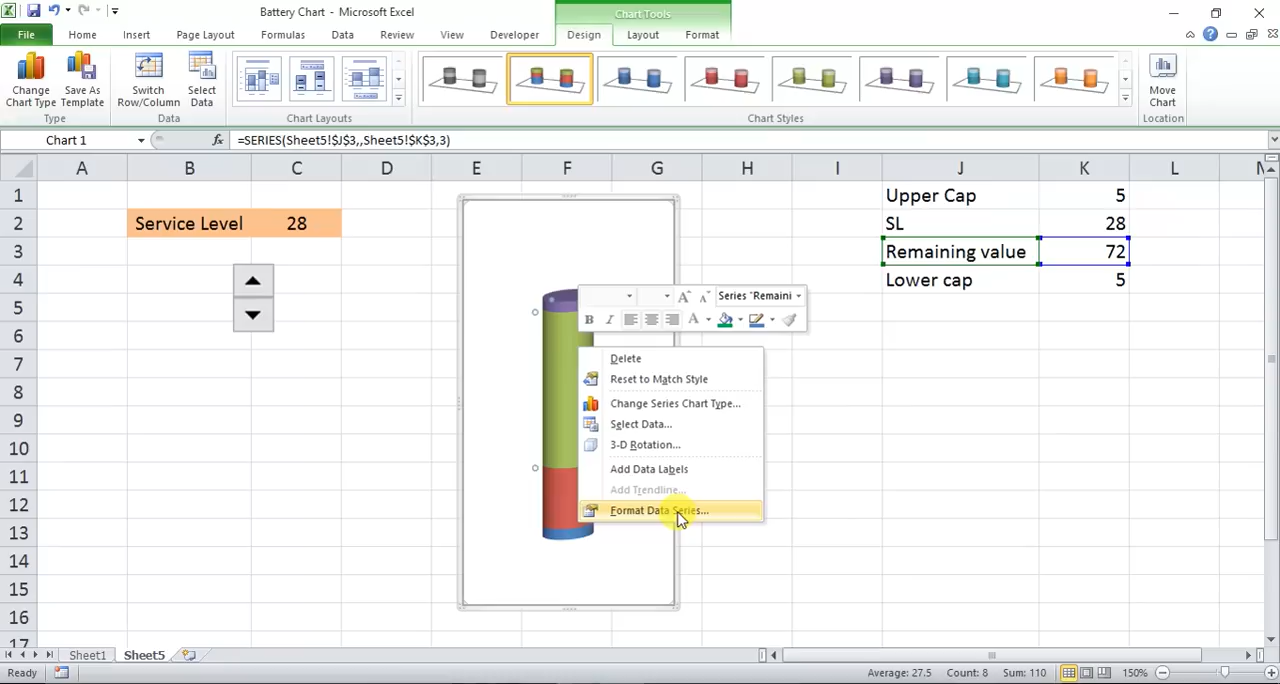 Battery Chart - Microsoft Excel
Chart Tools
File Home Insert Page Layout Formulas Data Review View Developer Design Layout Format
Change Chart Type
Save As Template
Switch Row/Column
Select Data
Move Chart
Type Data Chart Layouts Chart Styles Location
Chart 1 fx =SERIES(Sheet5!$J$3,,Sheet5!$K$3,3)
A B C D E F G H I J K L M
1 Upper Cap 5
2 Service Level 28 SL 28
3 Remaining value 72
4 Lower cap 5
5
6
7
8
9
10
11
12
13
14
15
16
17
A A Series "Remaini
B I A
Delete
Reset to Match Style
Change Series Chart Type...
Select Data...
3-D Rotation...
Add Data Labels
Add Trendline...
Format Data Series...
Sheet1 Sheet5
Ready Average: 27.5 Count: 8 Sum: 110 150%